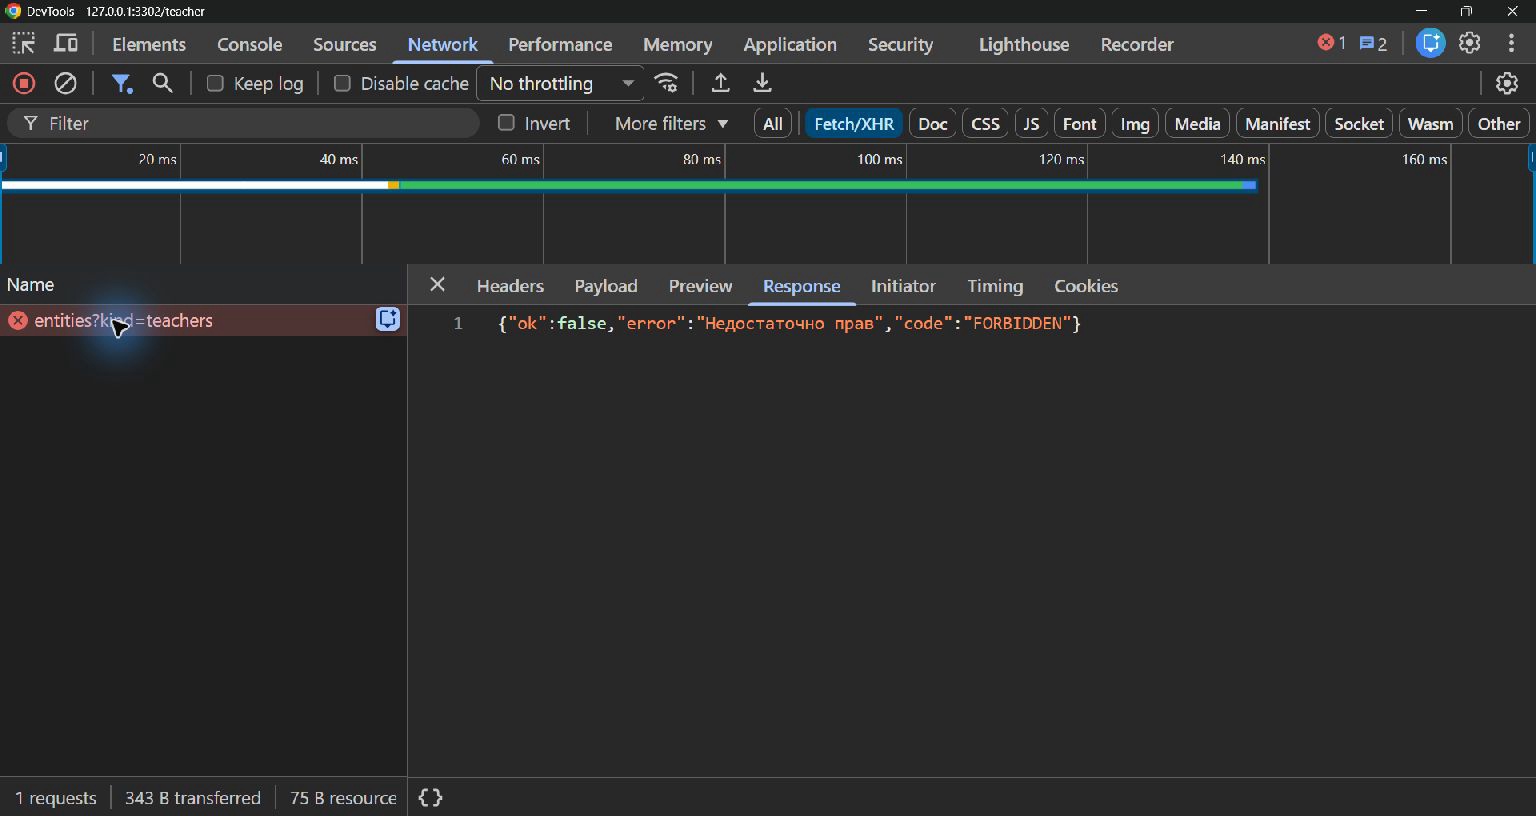 DevTools 127.0.0.1:3302/teacher
Elements Console Sources Network Performance Memory Application Security Lighthouse Recorder 1 2
Keep log Disable cache No throttling
Filter Invert More filters All Fetch/XHR Doc CSS JS Font Img Media Manifest Socket Wasm Other
20 ms 40 ms 60 ms 80 ms 100 ms 120 ms 140 ms 160 ms
Name Headers Payload Preview Response Initiator Timing Cookies
entities?kind=teachers
1 {"ok":false,"error":"Недостаточно прав","code":"FORBIDDEN"}
1 requests 343 B transferred 75 B resource {}